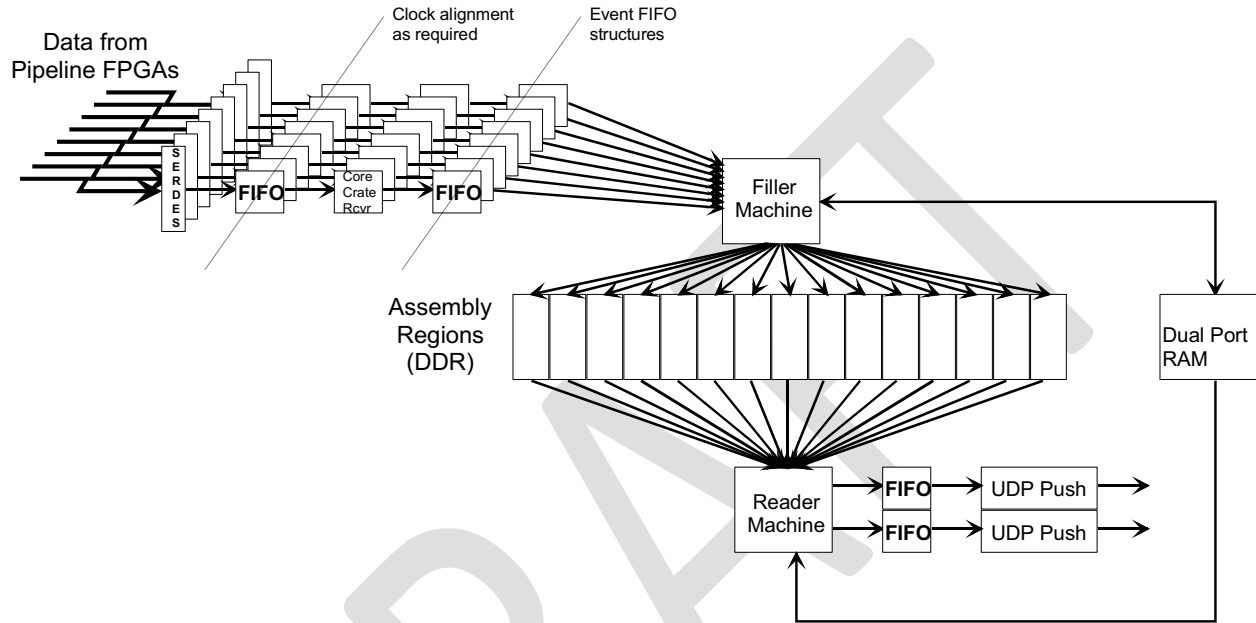 Clock alignment
as required
Event FIFO
structures
Data from
Pipeline FPGAs
S
E
R
D
E
S
FIFO
Core
Crate
Rcvr
FIFO
Filler
Machine
Assembly
Regions
(DDR)
Dual Port
RAM
Reader
Machine
FIFO
UDP Push
FIFO
UDP Push
DRAFT